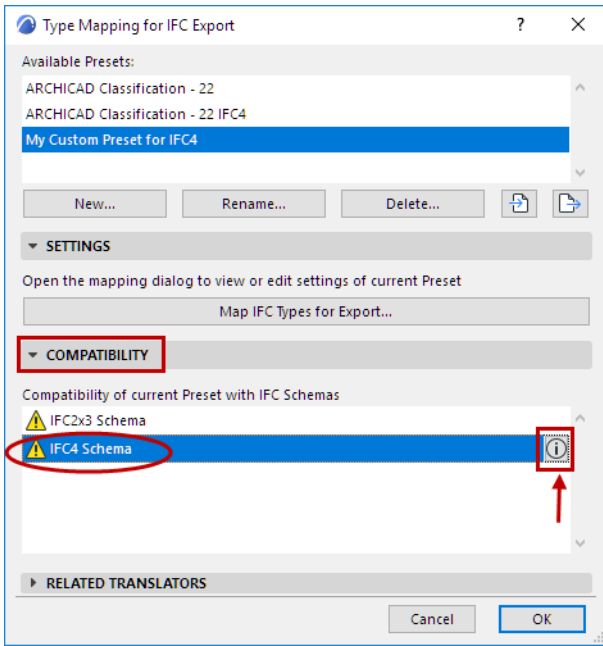 Type Mapping for IFC Export
Available Presets:
ARCHICAD Classification - 22
ARCHICAD Classification - 22 IFC4
My Custom Preset for IFC4
New... Rename... Delete...
SETTINGS
Open the mapping dialog to view or edit settings of current Preset
Map IFC Types for Export...
COMPATIBILITY
Compatibility of current Preset with IFC Schemas
IFC2x3 Schema
IFC4 Schema
RELATED TRANSLATORS
Cancel OK